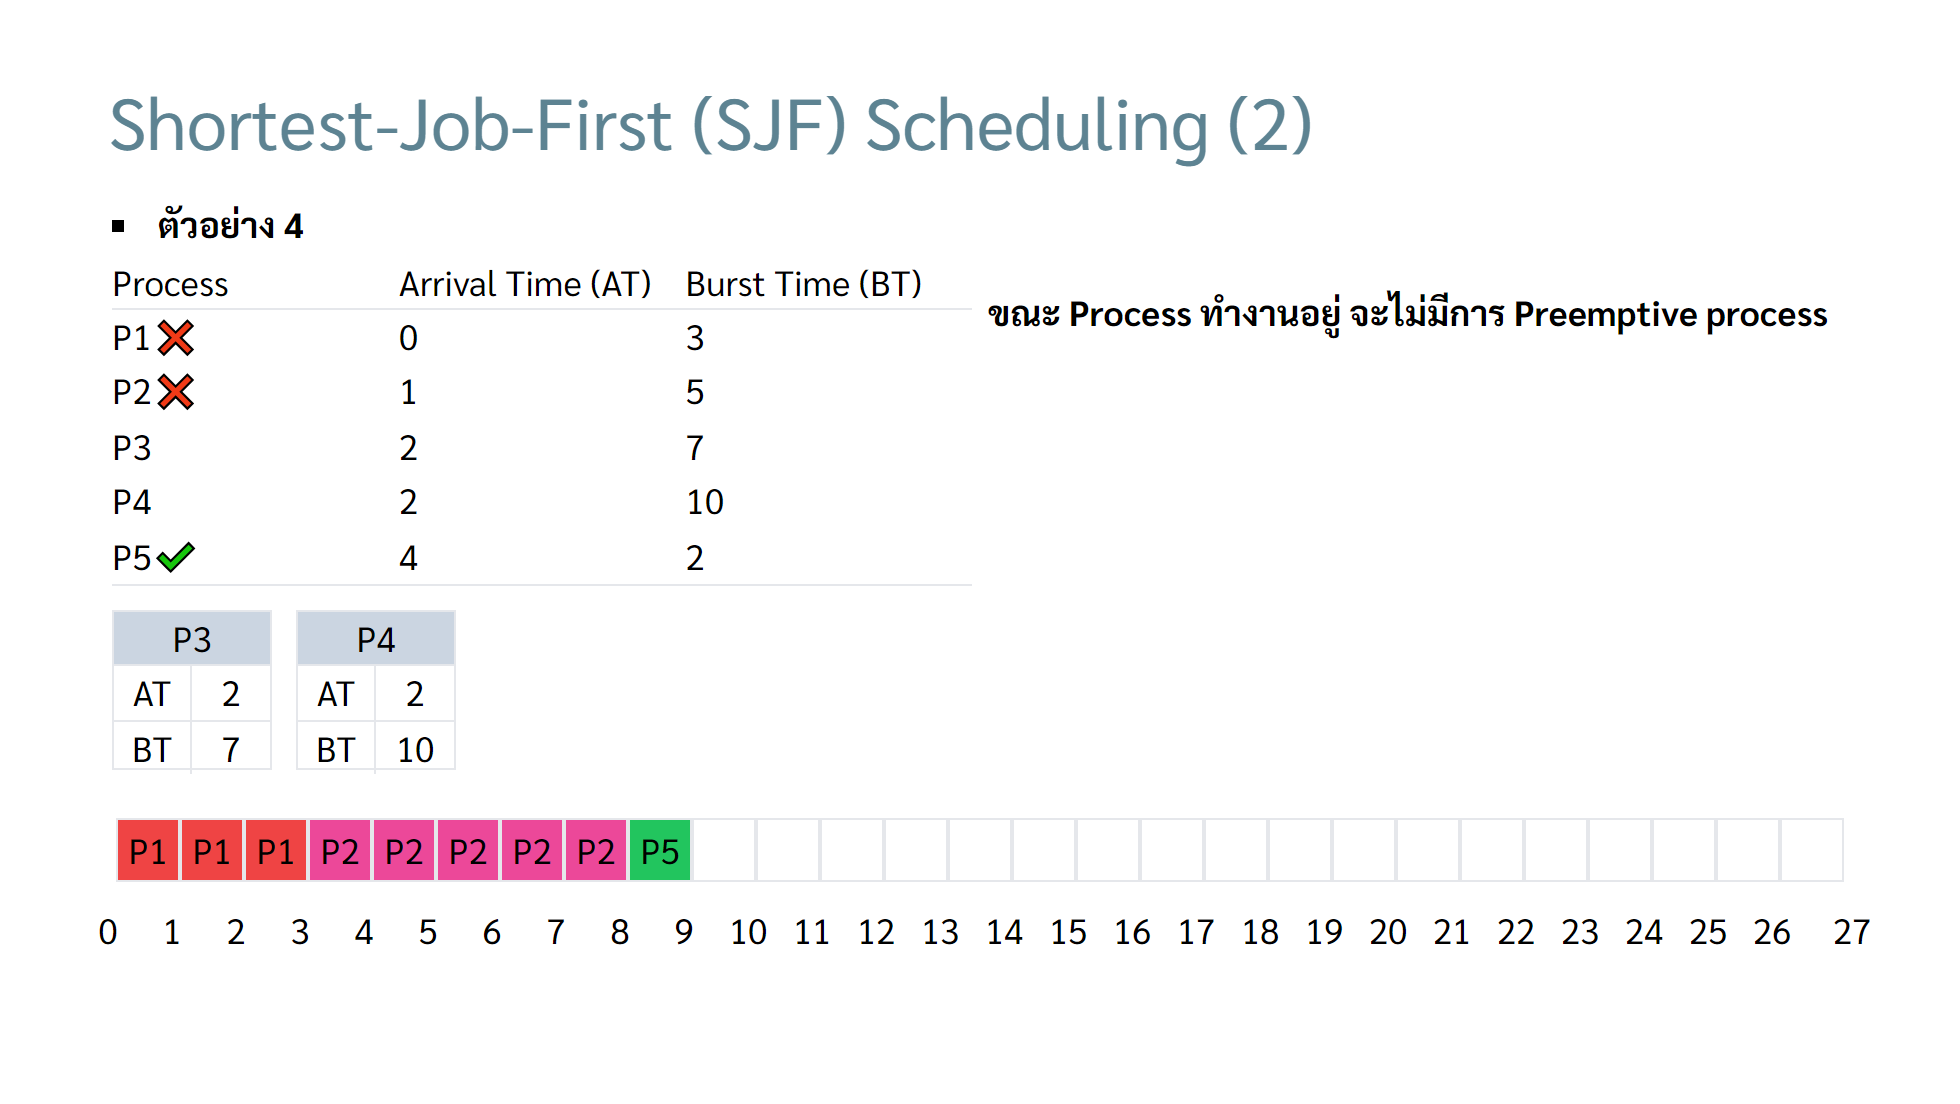 Shortest-Job-First (SJF) Scheduling (2)
ตัวอย่าง 4
Process Arrival Time (AT) Burst Time (BT)
P1 0 3
P2 1 5
P3 2 7
P4 2 10
P5 4 2
ขณะ Process ทำงานอยู่ จะไม่มีการ Preemptive process
P3 P4
AT 2 AT 2
BT 7 BT 10
P1 P1 P1 P2 P2 P2 P2 P2 P5
0 1 2 3 4 5 6 7 8 9 10 11 12 13 14 15 16 17 18 19 20 21 22 23 24 25 26 27